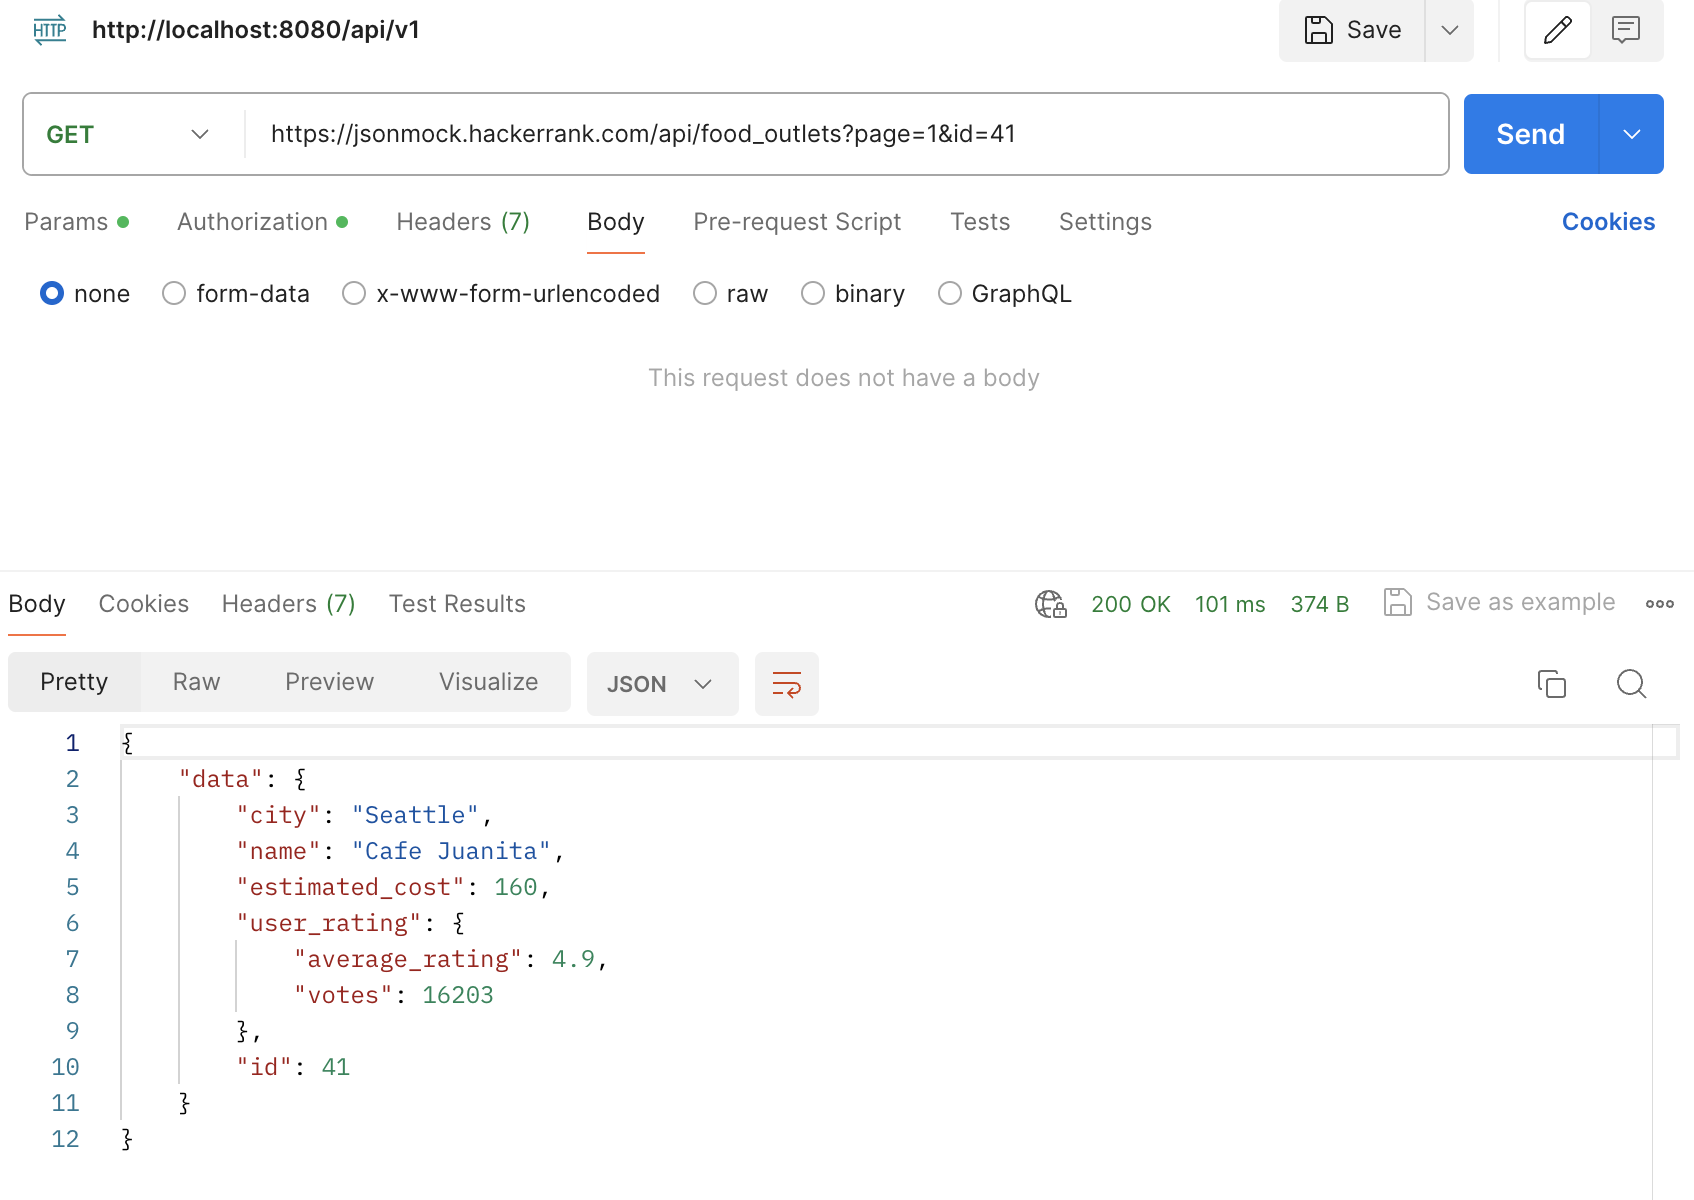 HTTP http://localhost:8080/api/v1 Save
GET https://jsonmock.hackerrank.com/api/food_outlets?page=1&id=41 Send
Params Authorization Headers (7) Body Pre-request Script Tests Settings Cookies
none form-data x-www-form-urlencoded raw binary GraphQL
This request does not have a body
Body Cookies Headers (7) Test Results 200 OK 101 ms 374 B Save as example
Pretty Raw Preview Visualize JSON
1 {
2 "data": {
3 "city": "Seattle",
4 "name": "Cafe Juanita",
5 "estimated_cost": 160,
6 "user_rating": {
7 "average_rating": 4.9,
8 "votes": 16203
9 },
10 "id": 41
11 }
12 }